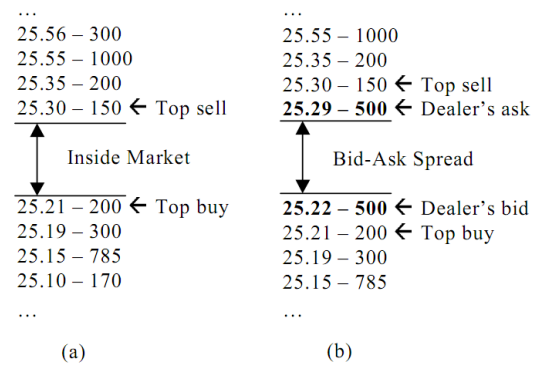 …
25.56 – 300
25.55 – 1000
25.35 – 200
25.30 – 150 ← Top sell
Inside Market
25.21 – 200 ← Top buy
25.19 – 300
25.15 – 785
25.10 – 170
…
(a)
…
25.55 – 1000
25.35 – 200
25.30 – 150 ← Top sell
25.29 – 500 ← Dealer's ask
Bid-Ask Spread
25.22 – 500 ← Dealer's bid
25.21 – 200 ← Top buy
25.19 – 300
25.15 – 785
…
(b)